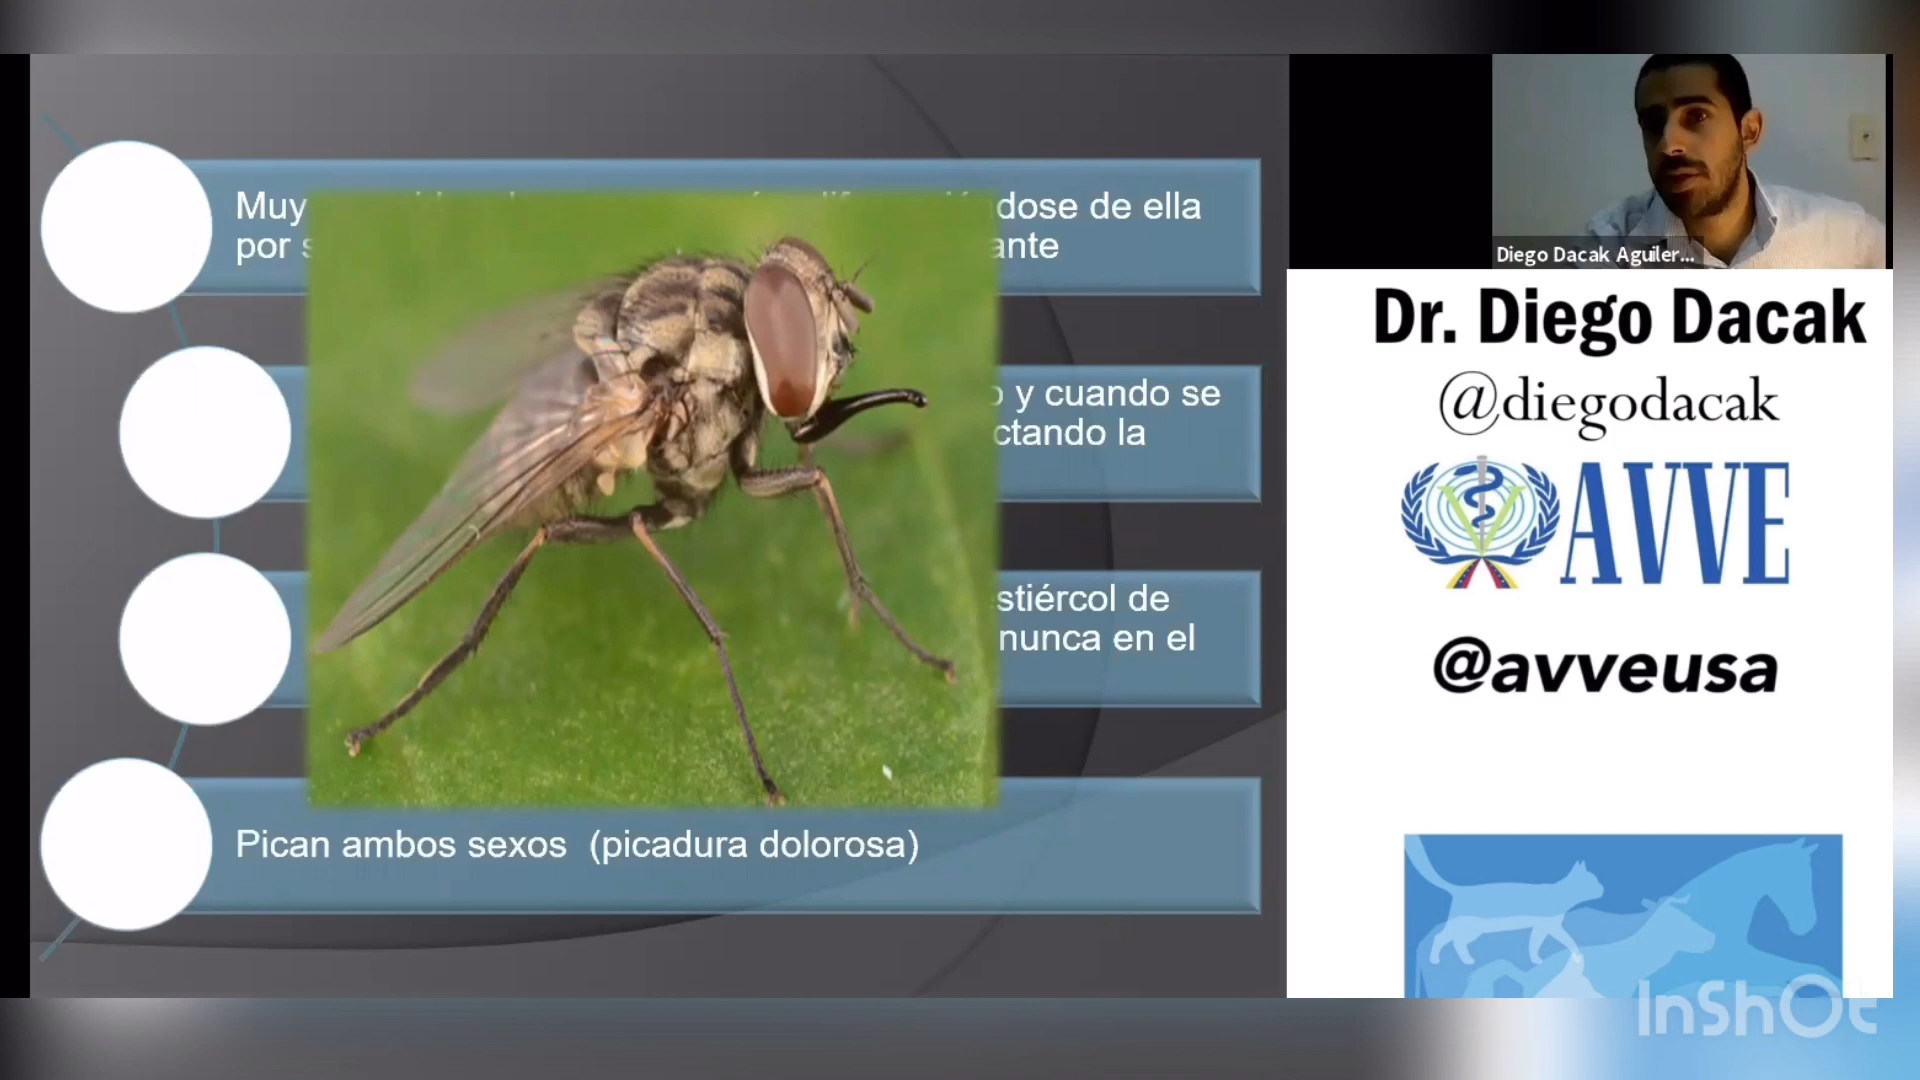 Muy
dose de ella
por
ante
y cuando se
ctando la
stiércol de
nunca en el
Pican ambos sexos (picadura dolorosa)
Diego Dacak Aguiler...
Dr. Diego Dacak
@diegodacak
AVVE
@avveusa
InShOt